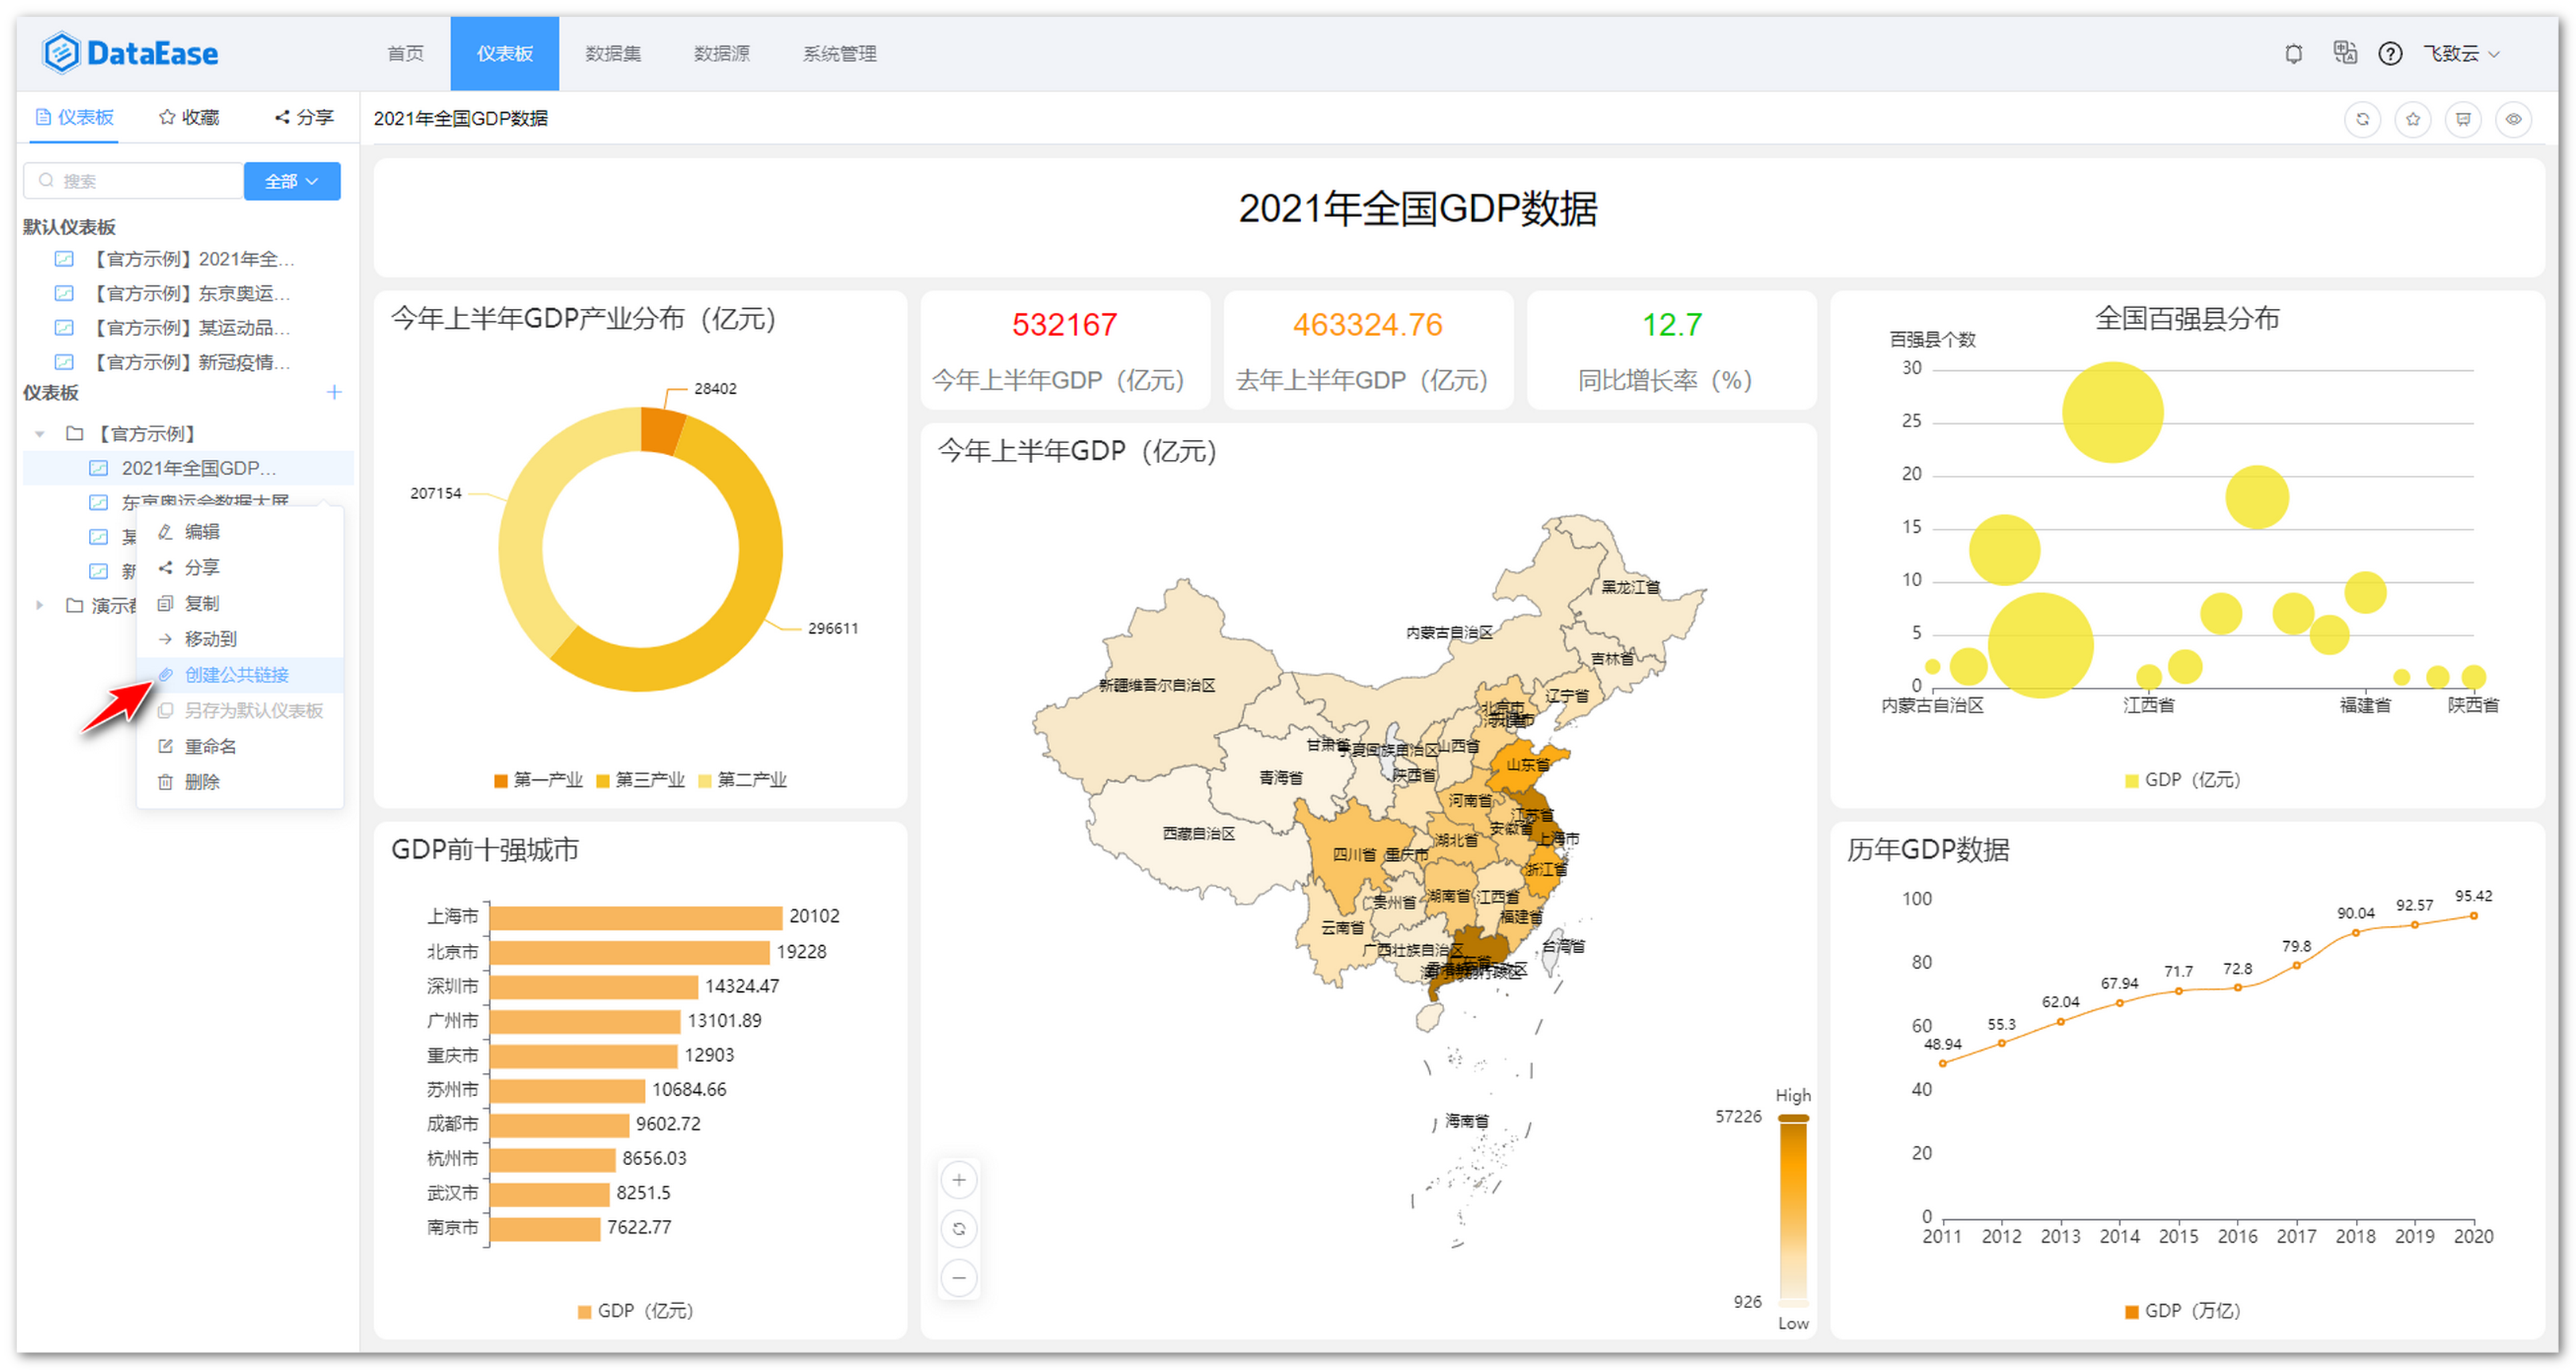 DataEase
首页
仪表板
数据集
数据源
系统管理
飞致云
仪表板
收藏
分享
2021年全国GDP数据
搜索
全部
默认仪表板
【官方示例】2021年全...
【官方示例】东京奥运...
【官方示例】某运动品...
【官方示例】新冠疫情...
仪表板
【官方示例】
2021年全国GDP...
东京奥运会数据大屏
某
新
演示
编辑
分享
复制
移动到
创建公共链接
另存为默认仪表板
重命名
删除
2021年全国GDP数据
今年上半年GDP产业分布（亿元）
28402
207154
296611
第一产业
第三产业
第二产业
532167
今年上半年GDP（亿元）
463324.76
去年上半年GDP（亿元）
12.7
同比增长率（%）
全国百强县分布
百强县个数
30
25
20
15
10
5
0
内蒙古自治区
江西省
福建省
陕西省
GDP（亿元）
GDP前十强城市
上海市 20102
北京市 19228
深圳市 14324.47
广州市 13101.89
重庆市 12903
苏州市 10684.66
成都市 9602.72
杭州市 8656.03
武汉市 8251.5
南京市 7622.77
GDP（亿元）
今年上半年GDP（亿元）
黑龙江省
内蒙古自治区
吉林省
新疆维吾尔自治区
辽宁省
北京市
甘肃省
宁夏回族自治区
山西省
山东省
青海省
陕西省
河南省
江苏省
安徽省
西藏自治区
湖北省
上海市
四川省
重庆市
浙江省
湖南省
江西省
贵州省
福建省
云南省
广西壮族自治区
台湾省
海南省
High
57226
926
Low
历年GDP数据
100
80
60
40
20
0
48.94
55.3
62.04
67.94
71.7
72.8
79.8
90.04
92.57
95.42
2011
2012
2013
2014
2015
2016
2017
2018
2019
2020
GDP（万亿）